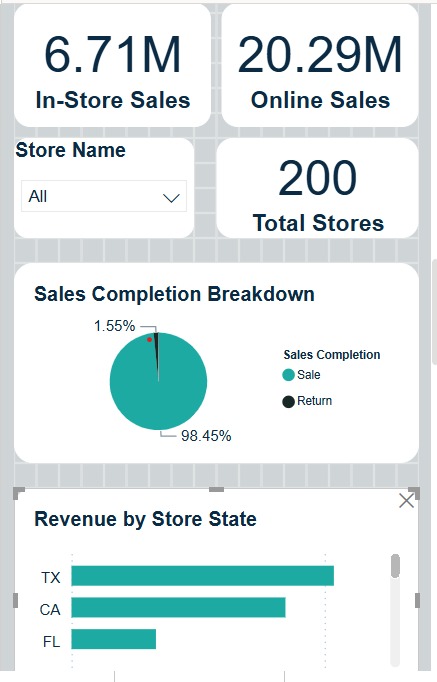 6.71M
In-Store Sales
20.29M
Online Sales
Store Name
All
200
Total Stores
Sales Completion Breakdown
1.55%
98.45%
Sales Completion
Sale
Return
Revenue by Store State
TX
CA
FL